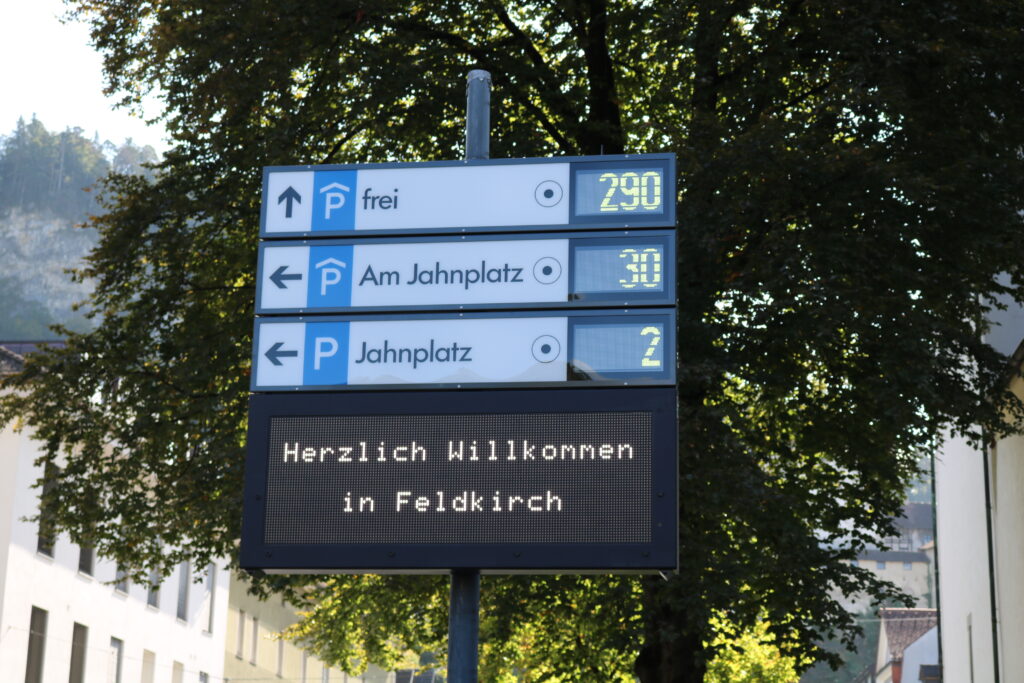 ↑ P frei 290
← P Am Jahnplatz 30
← P Jahnplatz 2
Herzlich Willkommen
in Feldkirch